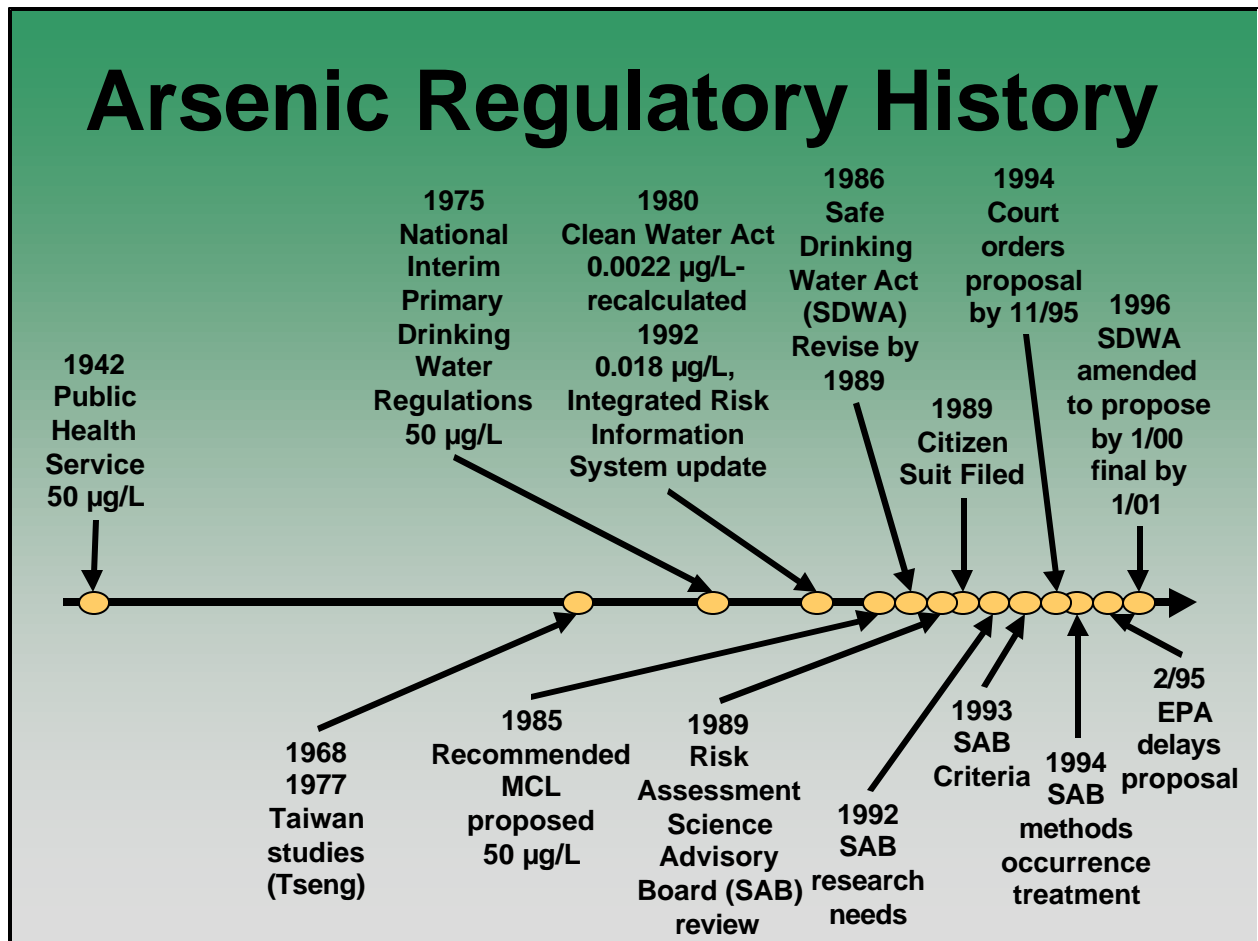 Arsenic Regulatory History
1942
Public
Health
Service
50 µg/L
1975
National
Interim
Primary
Drinking
Water
Regulations
50 µg/L
1980
Clean Water Act
0.0022 µg/L-
recalculated
1992
0.018 µg/L,
Integrated Risk
Information
System update
1986
Safe
Drinking
Water Act
(SDWA)
Revise by
1989
1989
Citizen
Suit Filed
1994
Court
orders
proposal
by 11/95
1996
SDWA
amended
to propose
by 1/00
final by
1/01
1968
1977
Taiwan
studies
(Tseng)
1985
Recommended
MCL
proposed
50 µg/L
1989
Risk
Assessment
Science
Advisory
Board (SAB)
review
1992
SAB
research
needs
1993
SAB
Criteria
1994
SAB
methods
occurrence
treatment
2/95
EPA
delays
proposal